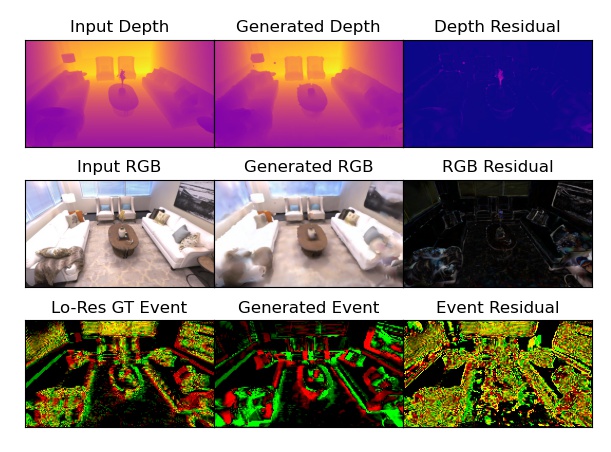 Input Depth
Generated Depth
Depth Residual
Input RGB
Generated RGB
RGB Residual
Lo-Res GT Event
Generated Event
Event Residual